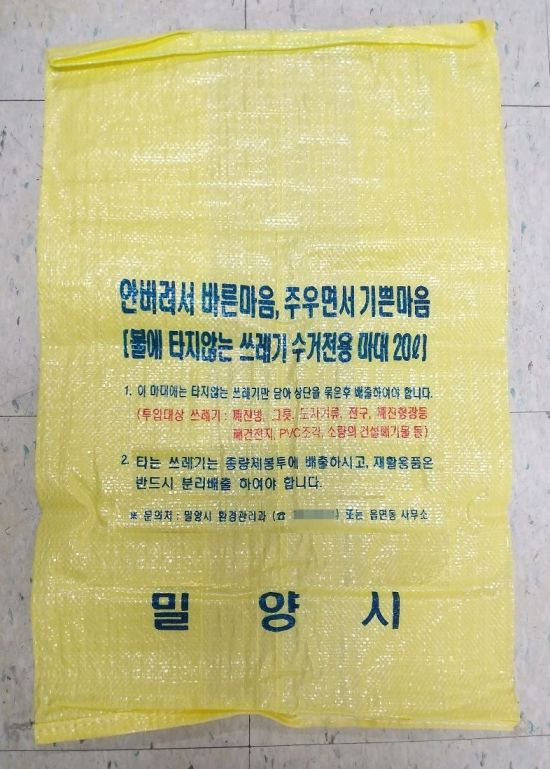 안버려서 바른마음, 주우면서 기쁜마음
[불에 타지않는 쓰레기 수거전용 마대 20ℓ]
1. 이 마대에는 타지않는 쓰레기만 담아 상단을 묶은후 배출하여야 합니다.
(투입대상 쓰레기 : 깨진병, 그릇, 도자기류, 전구, 깨진형광등
폐건전지, PVC조각, 소량의 건설폐기물 등)
2. 타는 쓰레기는 종량제봉투에 배출하시고, 재활용품은
반드시 분리배출 하여야 합니다.
※ 문의처 : 밀양시 환경관리과 (☎ ) 또는 읍면동 사무소
밀 양 시